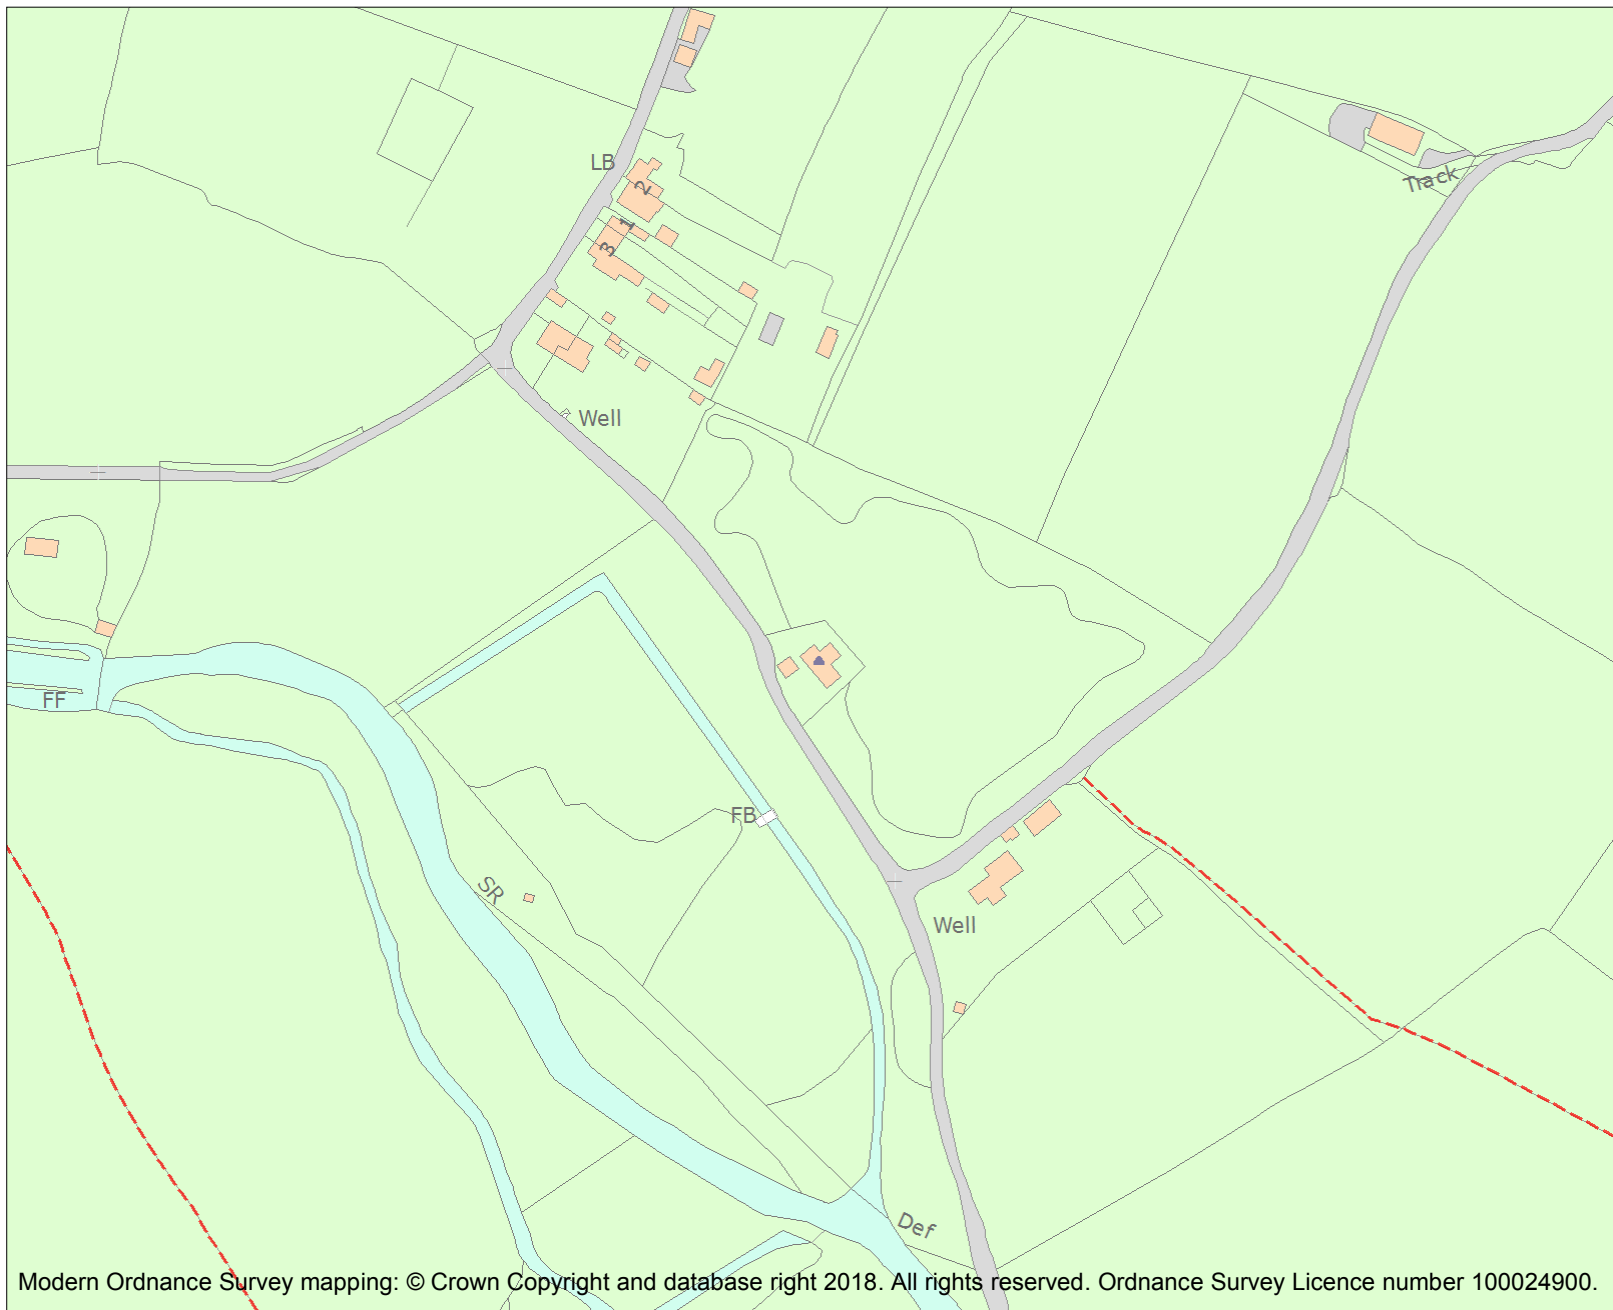 LB
2
1
3
Track
Well
FF
FB
SR
Well
Def
Modern Ordnance Survey mapping: © Crown Copyright and database right 2018. All rights reserved. Ordnance Survey Licence number 100024900.